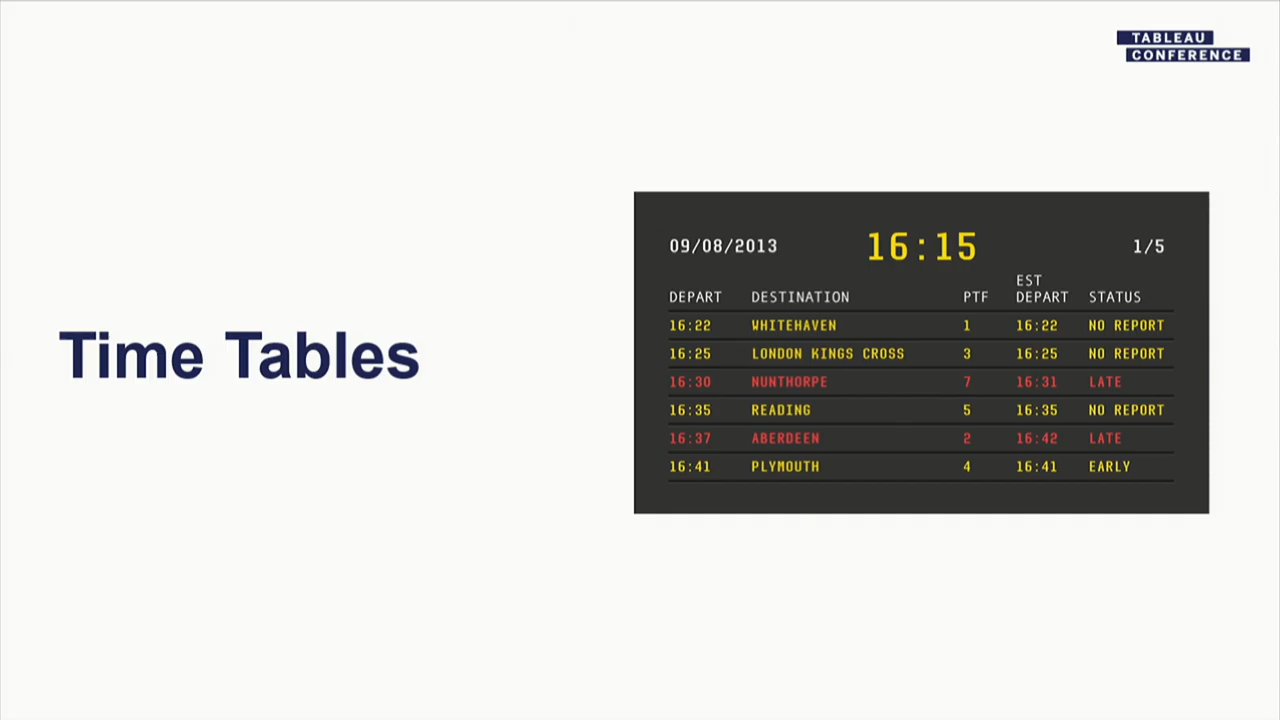 TABLEAU
CONFERENCE
Time Tables
09/08/2013 16:15 1/5
EST
DEPART DESTINATION PTF DEPART STATUS
16:22 WHITEHAVEN 1 16:22 NO REPORT
16:25 LONDON KINGS CROSS 3 16:25 NO REPORT
16:30 NUNTHORPE 7 16:31 LATE
16:35 READING 5 16:35 NO REPORT
16:37 ABERDEEN 2 16:42 LATE
16:41 PLYMOUTH 4 16:41 EARLY